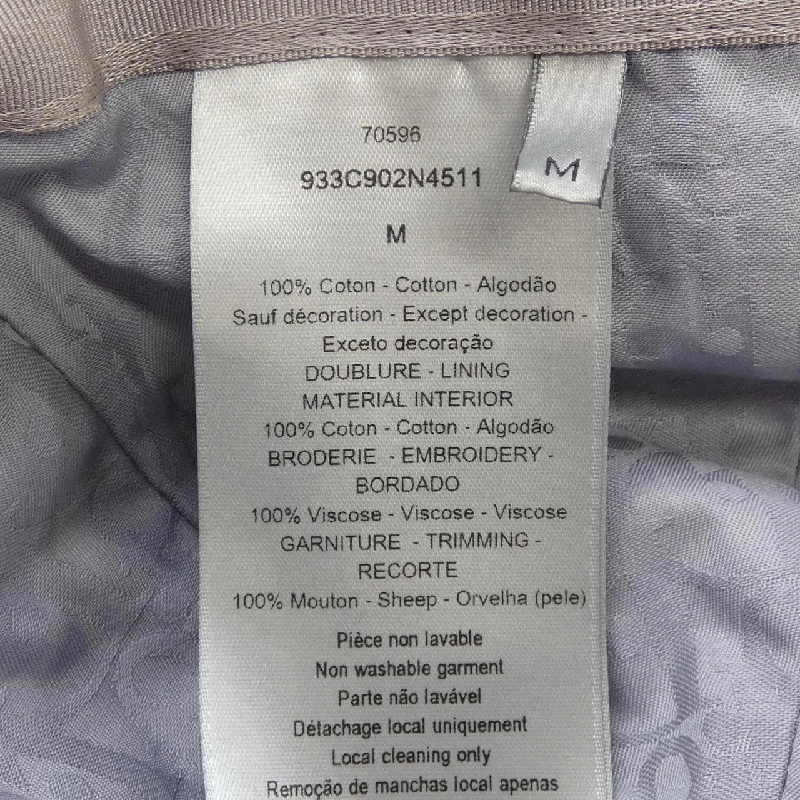 70596
933C902N4511
M
M
100% Coton - Cotton - Algodão
Sauf décoration - Except decoration -
Exceto decoração
DOUBLURE - LINING
MATERIAL INTERIOR
100% Coton - Cotton - Algodão
BRODERIE - EMBROIDERY -
BORDADO
100% Viscose - Viscose - Viscose
GARNITURE - TRIMMING -
RECORTE
100% Mouton - Sheep - Orvelha (pele)
Pièce non lavable
Non washable garment
Parte não lavável
Détachage local uniquement
Local cleaning only
Remoção de manchas local apenas